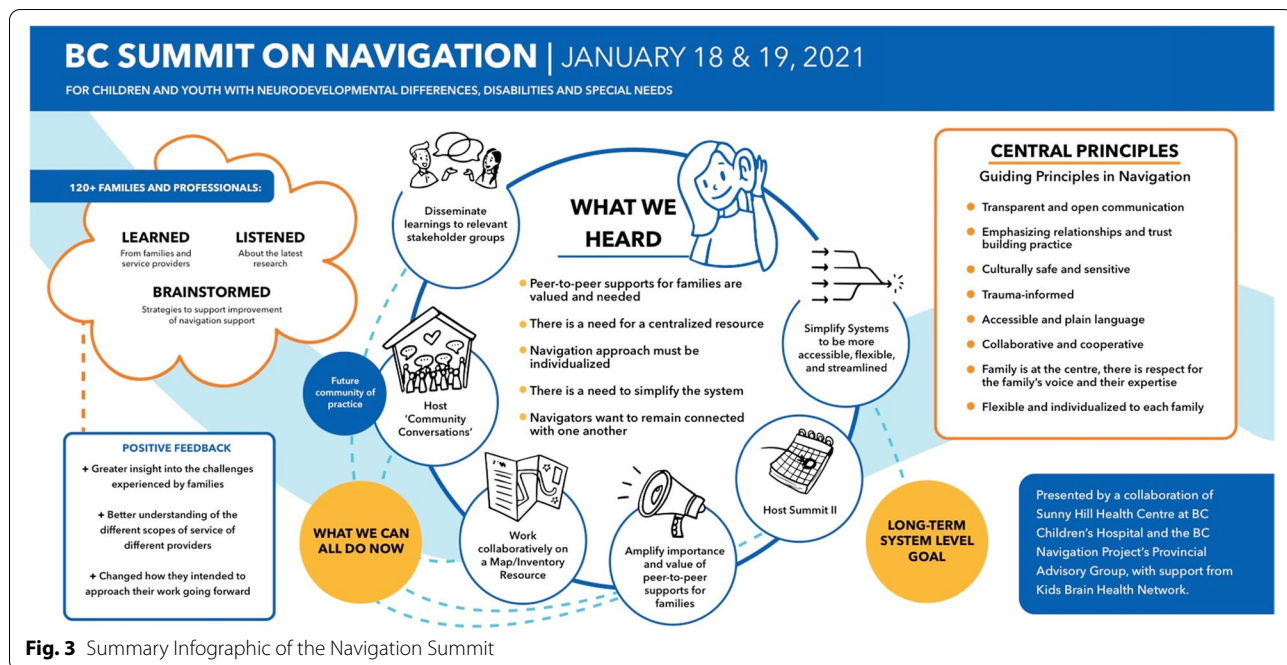 BC SUMMIT ON NAVIGATION | JANUARY 18 & 19, 2021
FOR CHILDREN AND YOUTH WITH NEURODEVELOPMENTAL DIFFERENCES, DISABILITIES AND SPECIAL NEEDS
120+ FAMILIES AND PROFESSIONALS:
LEARNED
From families and
service providers
LISTENED
About the latest
research
BRAINSTORMED
Strategies to support improvement
of navigation support
POSITIVE FEEDBACK
+ Greater insight into the challenges
experienced by families
+ Better understanding of the
different scopes of service of
different providers
+ Changed how they intended to
approach their work going forward
Disseminate
learnings to relevant
stakeholder groups
Future
community of
practice
Host
'Community
Conversations'
WHAT WE CAN
ALL DO NOW
Work
collaboratively on
a Map/Inventory
Resource
WHAT WE
HEARD
Peer-to-peer supports for families are
valued and needed
There is a need for a centralized resource
Navigation approach must be
individualized
There is a need to simplify the system
Navigators want to remain connected
with one another
Amplify importance
and value of
peer-to-peer
supports for
families
Host Summit II
Simplify Systems
to be more
accessible, flexible,
and streamlined
LONG-TERM
SYSTEM LEVEL
GOAL
CENTRAL PRINCIPLES
Guiding Principles in Navigation
Transparent and open communication
Emphasizing relationships and trust
building practice
Culturally safe and sensitive
Trauma-informed
Accessible and plain language
Collaborative and cooperative
Family is at the centre, there is respect for
the family's voice and their expertise
Flexible and individualized to each family
Presented by a collaboration of
Sunny Hill Health Centre at BC
Children's Hospital and the BC
Navigation Project's Provincial
Advisory Group, with support from
Kids Brain Health Network.
Fig. 3 Summary Infographic of the Navigation Summit